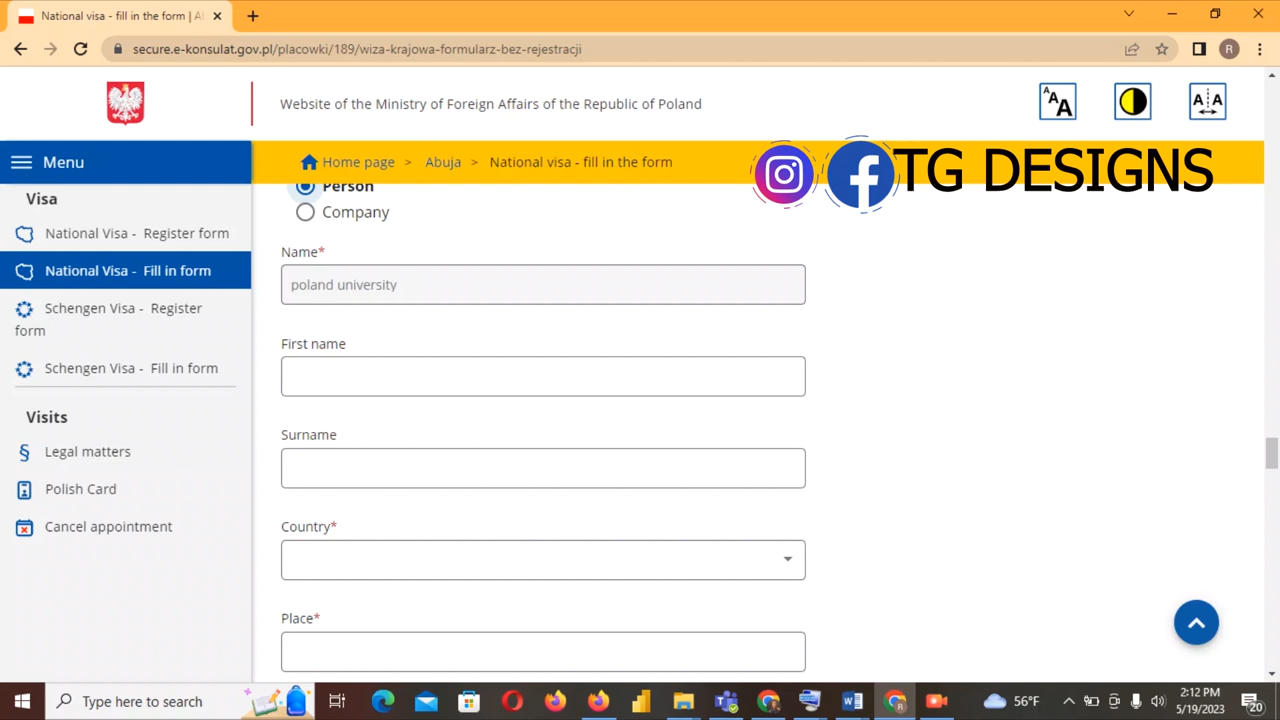 National visa - fill in the form | Al
secure.e-konsulat.gov.pl/placowki/189/wiza-krajowa-formularz-bez-rejestracji
R
Website of the Ministry of Foreign Affairs of the Republic of Poland
A A A
A A
Menu
Home page > Abuja > National visa - fill in the form
TG DESIGNS
Visa
National Visa - Register form
National Visa - Fill in form
Schengen Visa - Register
form
Schengen Visa - Fill in form
Visits
Legal matters
Polish Card
Cancel appointment
Person
Company
Name*
poland university
First name
Surname
Country*
Place*
Type here to search
56°F
2:12 PM
5/19/2023
20